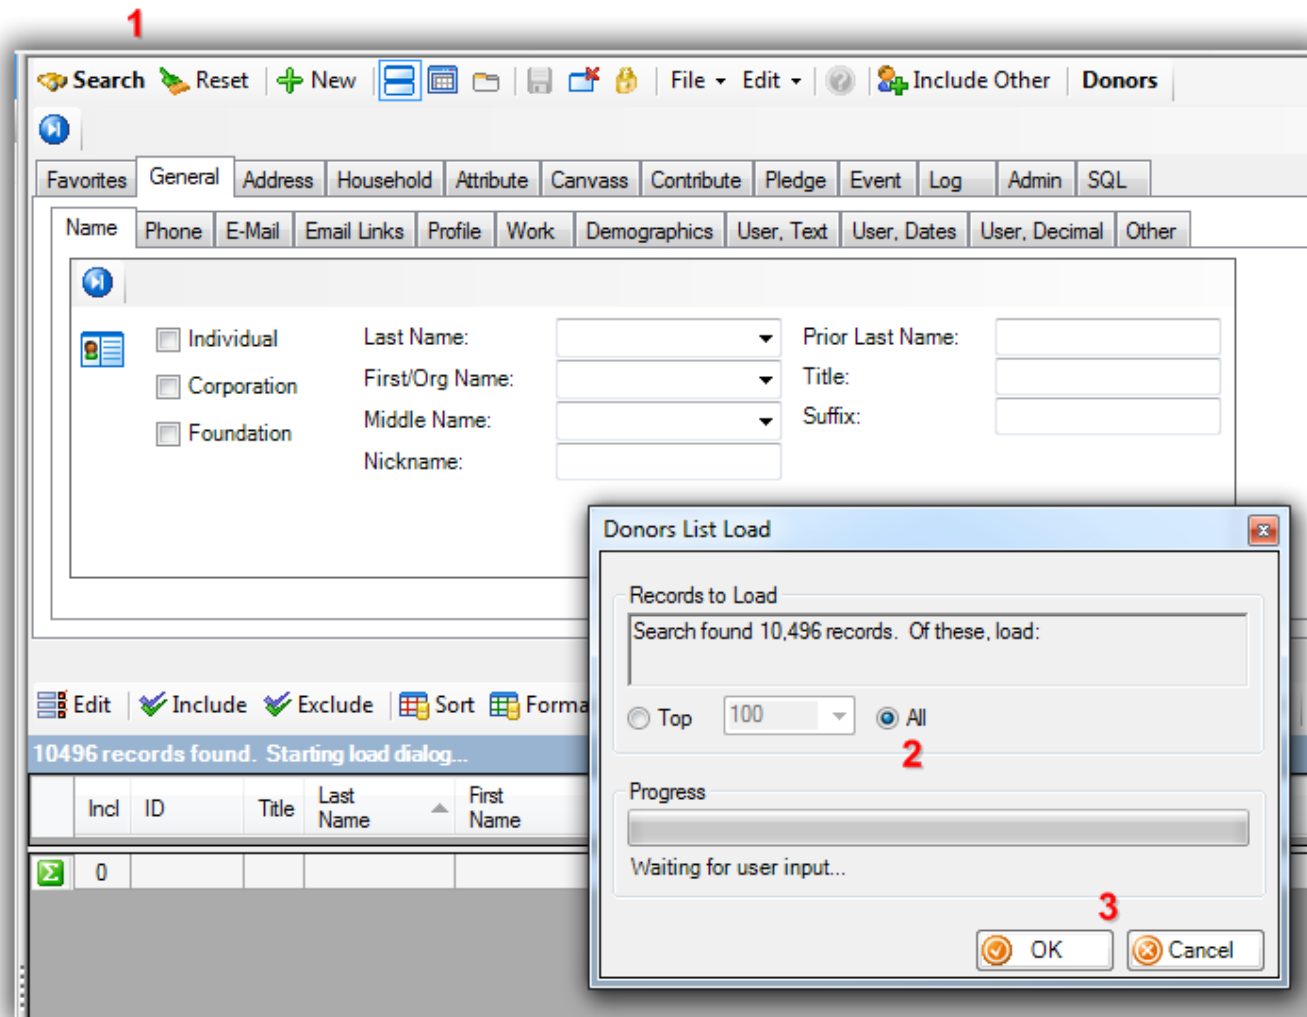 1
Search Reset New File Edit Include Other Donors
Favorites General Address Household Attribute Canvass Contribute Pledge Event Log Admin SQL
Name Phone E-Mail Email Links Profile Work Demographics User, Text User, Dates User, Decimal Other
Individual Last Name: Prior Last Name:
Corporation First/Org Name: Title:
Foundation Middle Name: Suffix:
Nickname:
Donors List Load
Records to Load
Search found 10,496 records. Of these, load:
Top 100 All
2
Progress
Waiting for user input...
3
OK Cancel
Edit Include Exclude Sort Forma
10496 records found. Starting load dialog...
Incl ID Title Last Name First Name
Σ 0